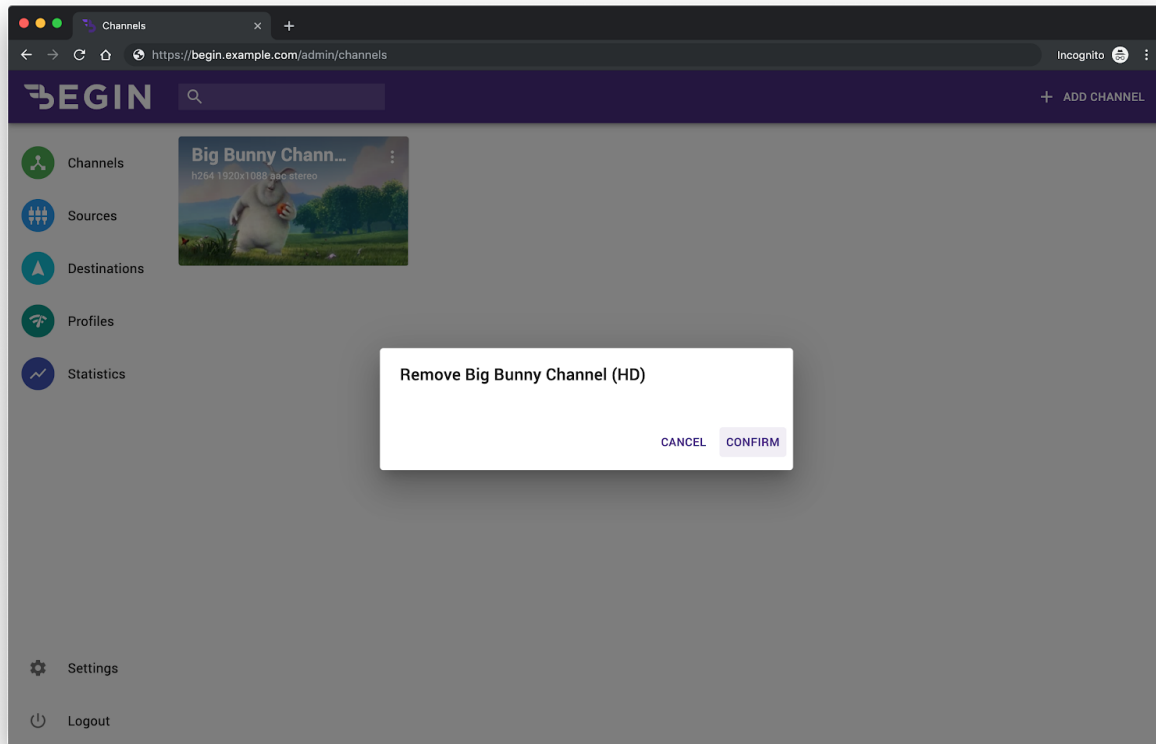 Channels
https://begin.example.com/admin/channels
Incognito
BEGIN
ADD CHANNEL
Channels
Sources
Destinations
Profiles
Statistics
Big Bunny Chann...
h264 1920x1088 aac stereo
Remove Big Bunny Channel (HD)
CANCEL CONFIRM
Settings
Logout